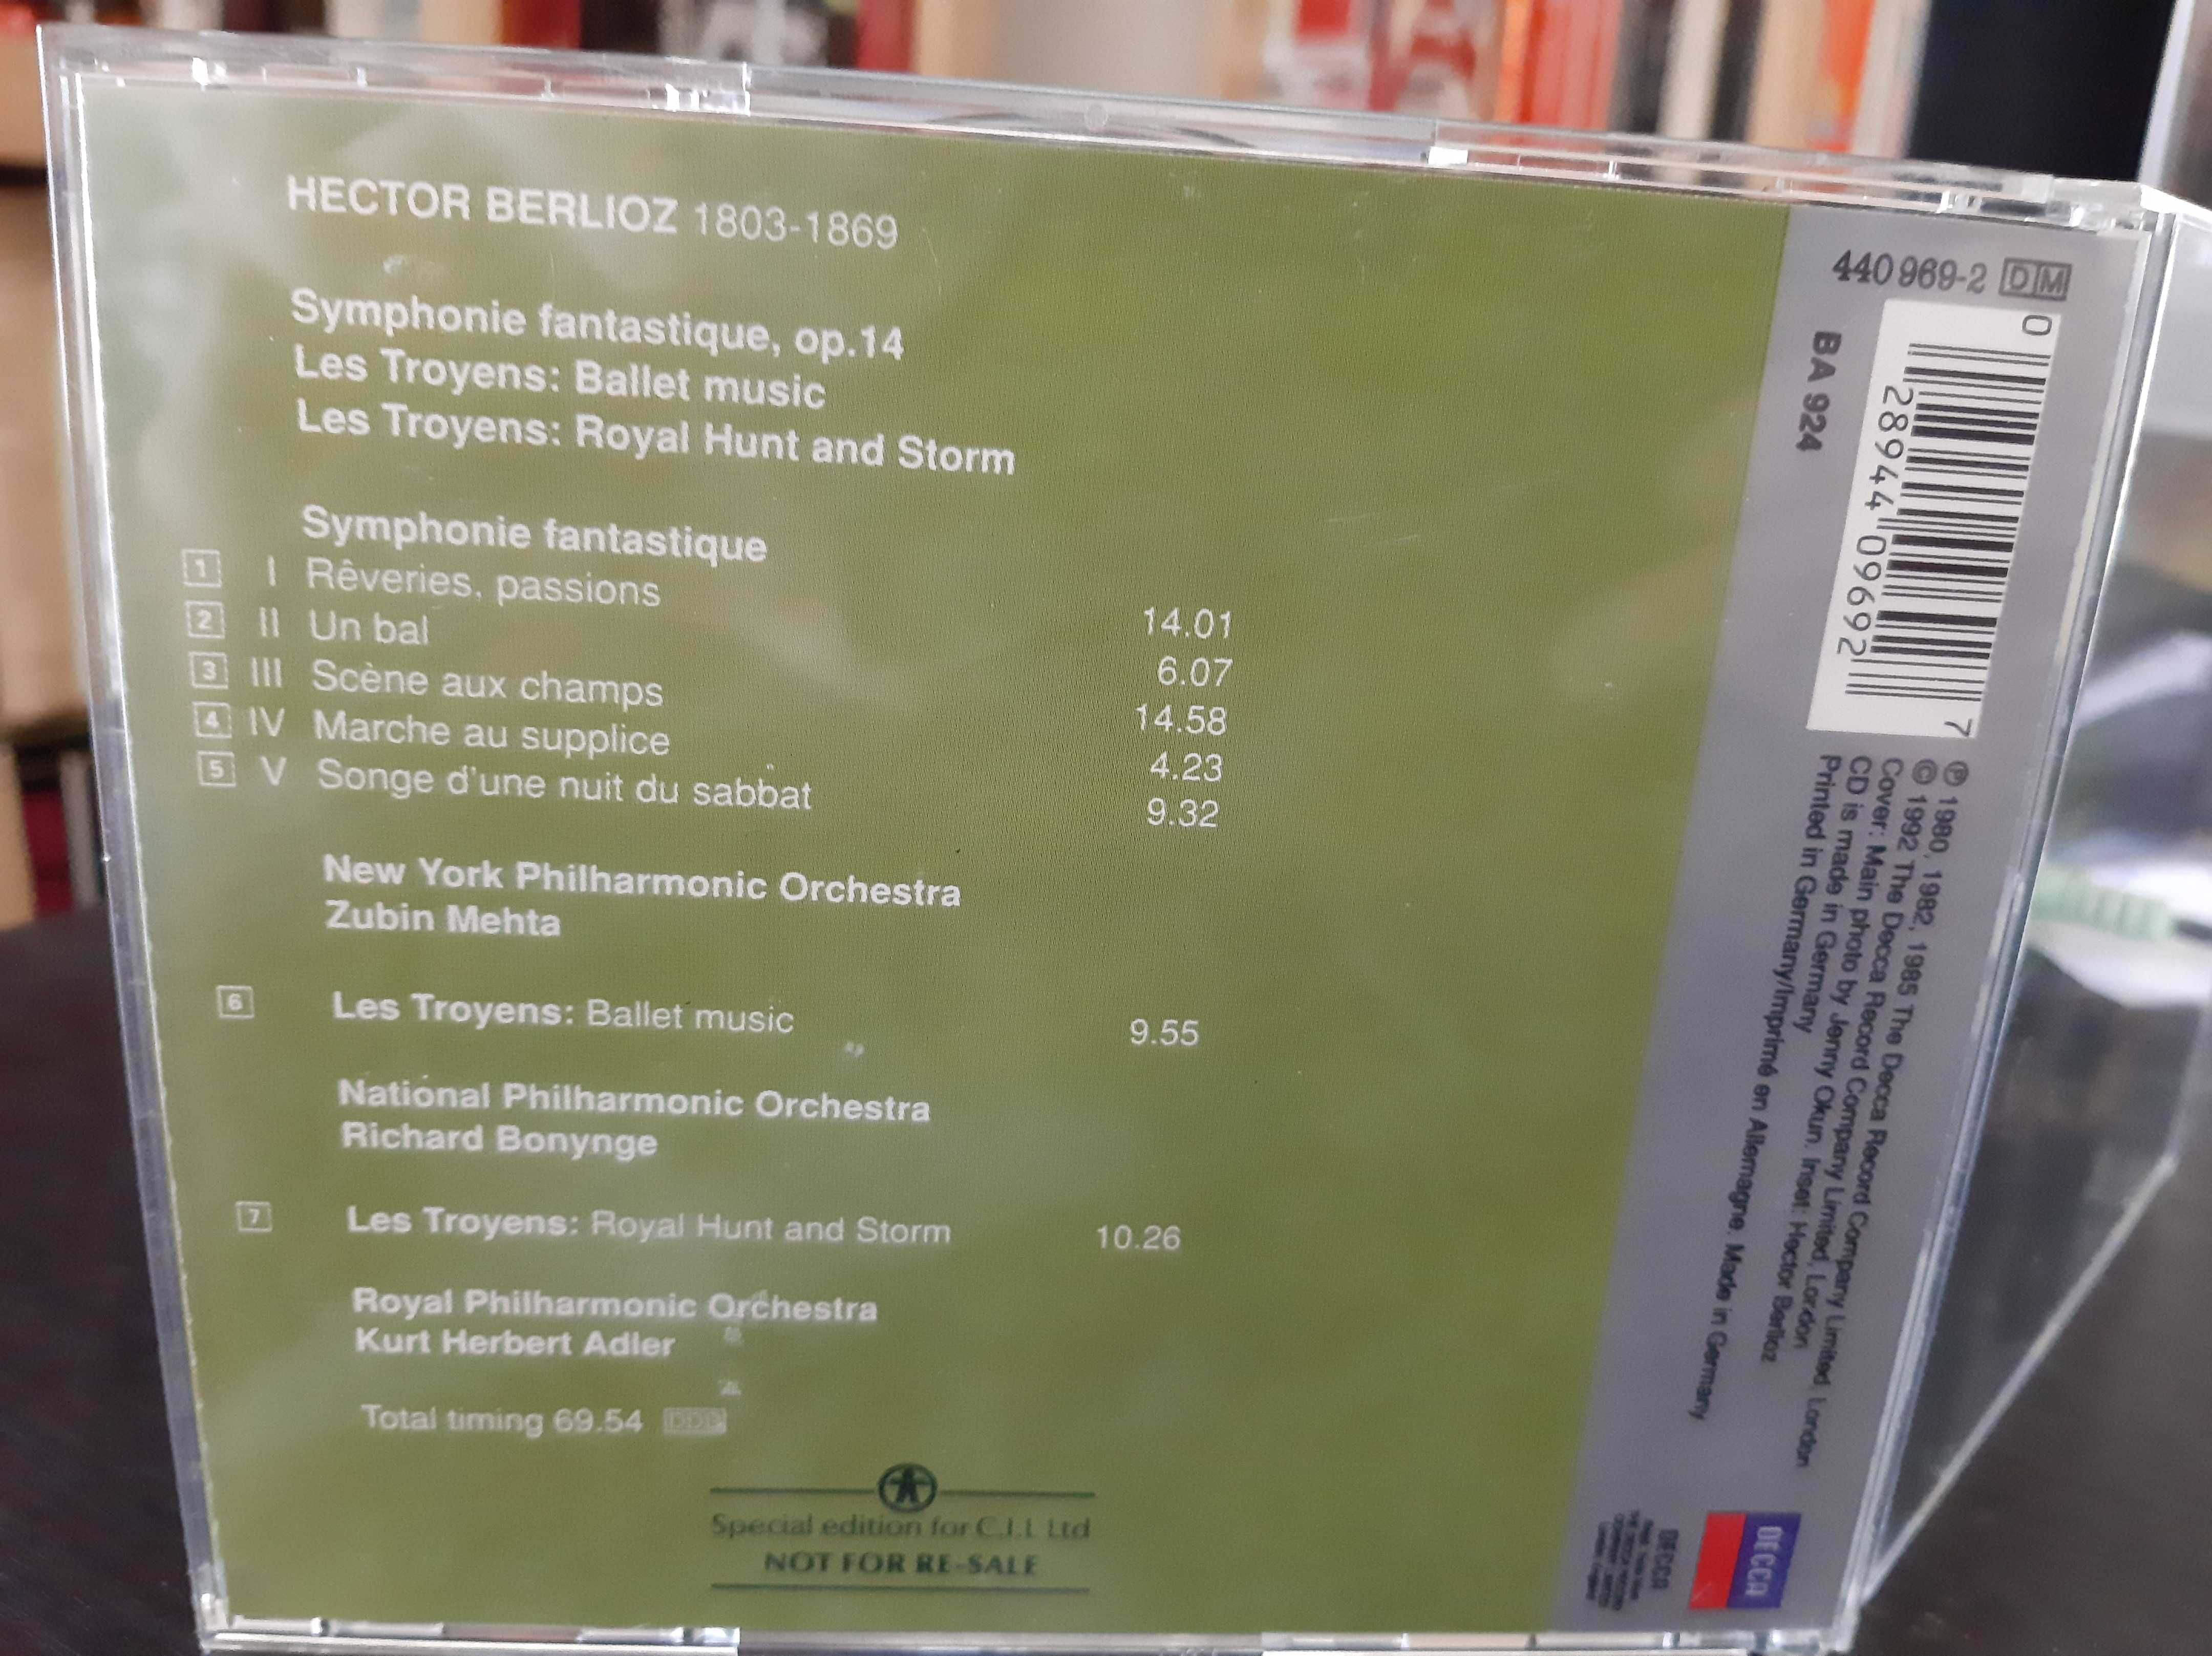 HECTOR BERLIOZ 1803-1869
Symphonie fantastique, op.14
Les Troyens: Ballet music
Les Troyens: Royal Hunt and Storm
Symphonie fantastique
1 I Rêveries, passions 14.01
2 II Un bal 6.07
3 III Scène aux champs 14.58
4 IV Marche au supplice 4.23
5 V Songe d'une nuit du sabbat 9.32
New York Philharmonic Orchestra
Zubin Mehta
6 Les Troyens: Ballet music 9.55
National Philharmonic Orchestra
Richard Bonynge
7 Les Troyens: Royal Hunt and Storm 10.26
Royal Philharmonic Orchestra
Kurt Herbert Adler
Total timing 69.54 DDD
Special edition for C.I.L Ltd
NOT FOR RE-SALE
440 969-2 DM
BA 924
0 28944 09692 7
℗ 1980, 1982, 1985 The Decca Record Company Limited, London
© 1992 The Decca Record Company Limited, London
Cover: Main photo by Jenny Okun. Inset: Hector Berlioz
CD is made in Germany
Printed in Germany/Imprimé en Allemagne. Made in Germany
DECCA
DECCA